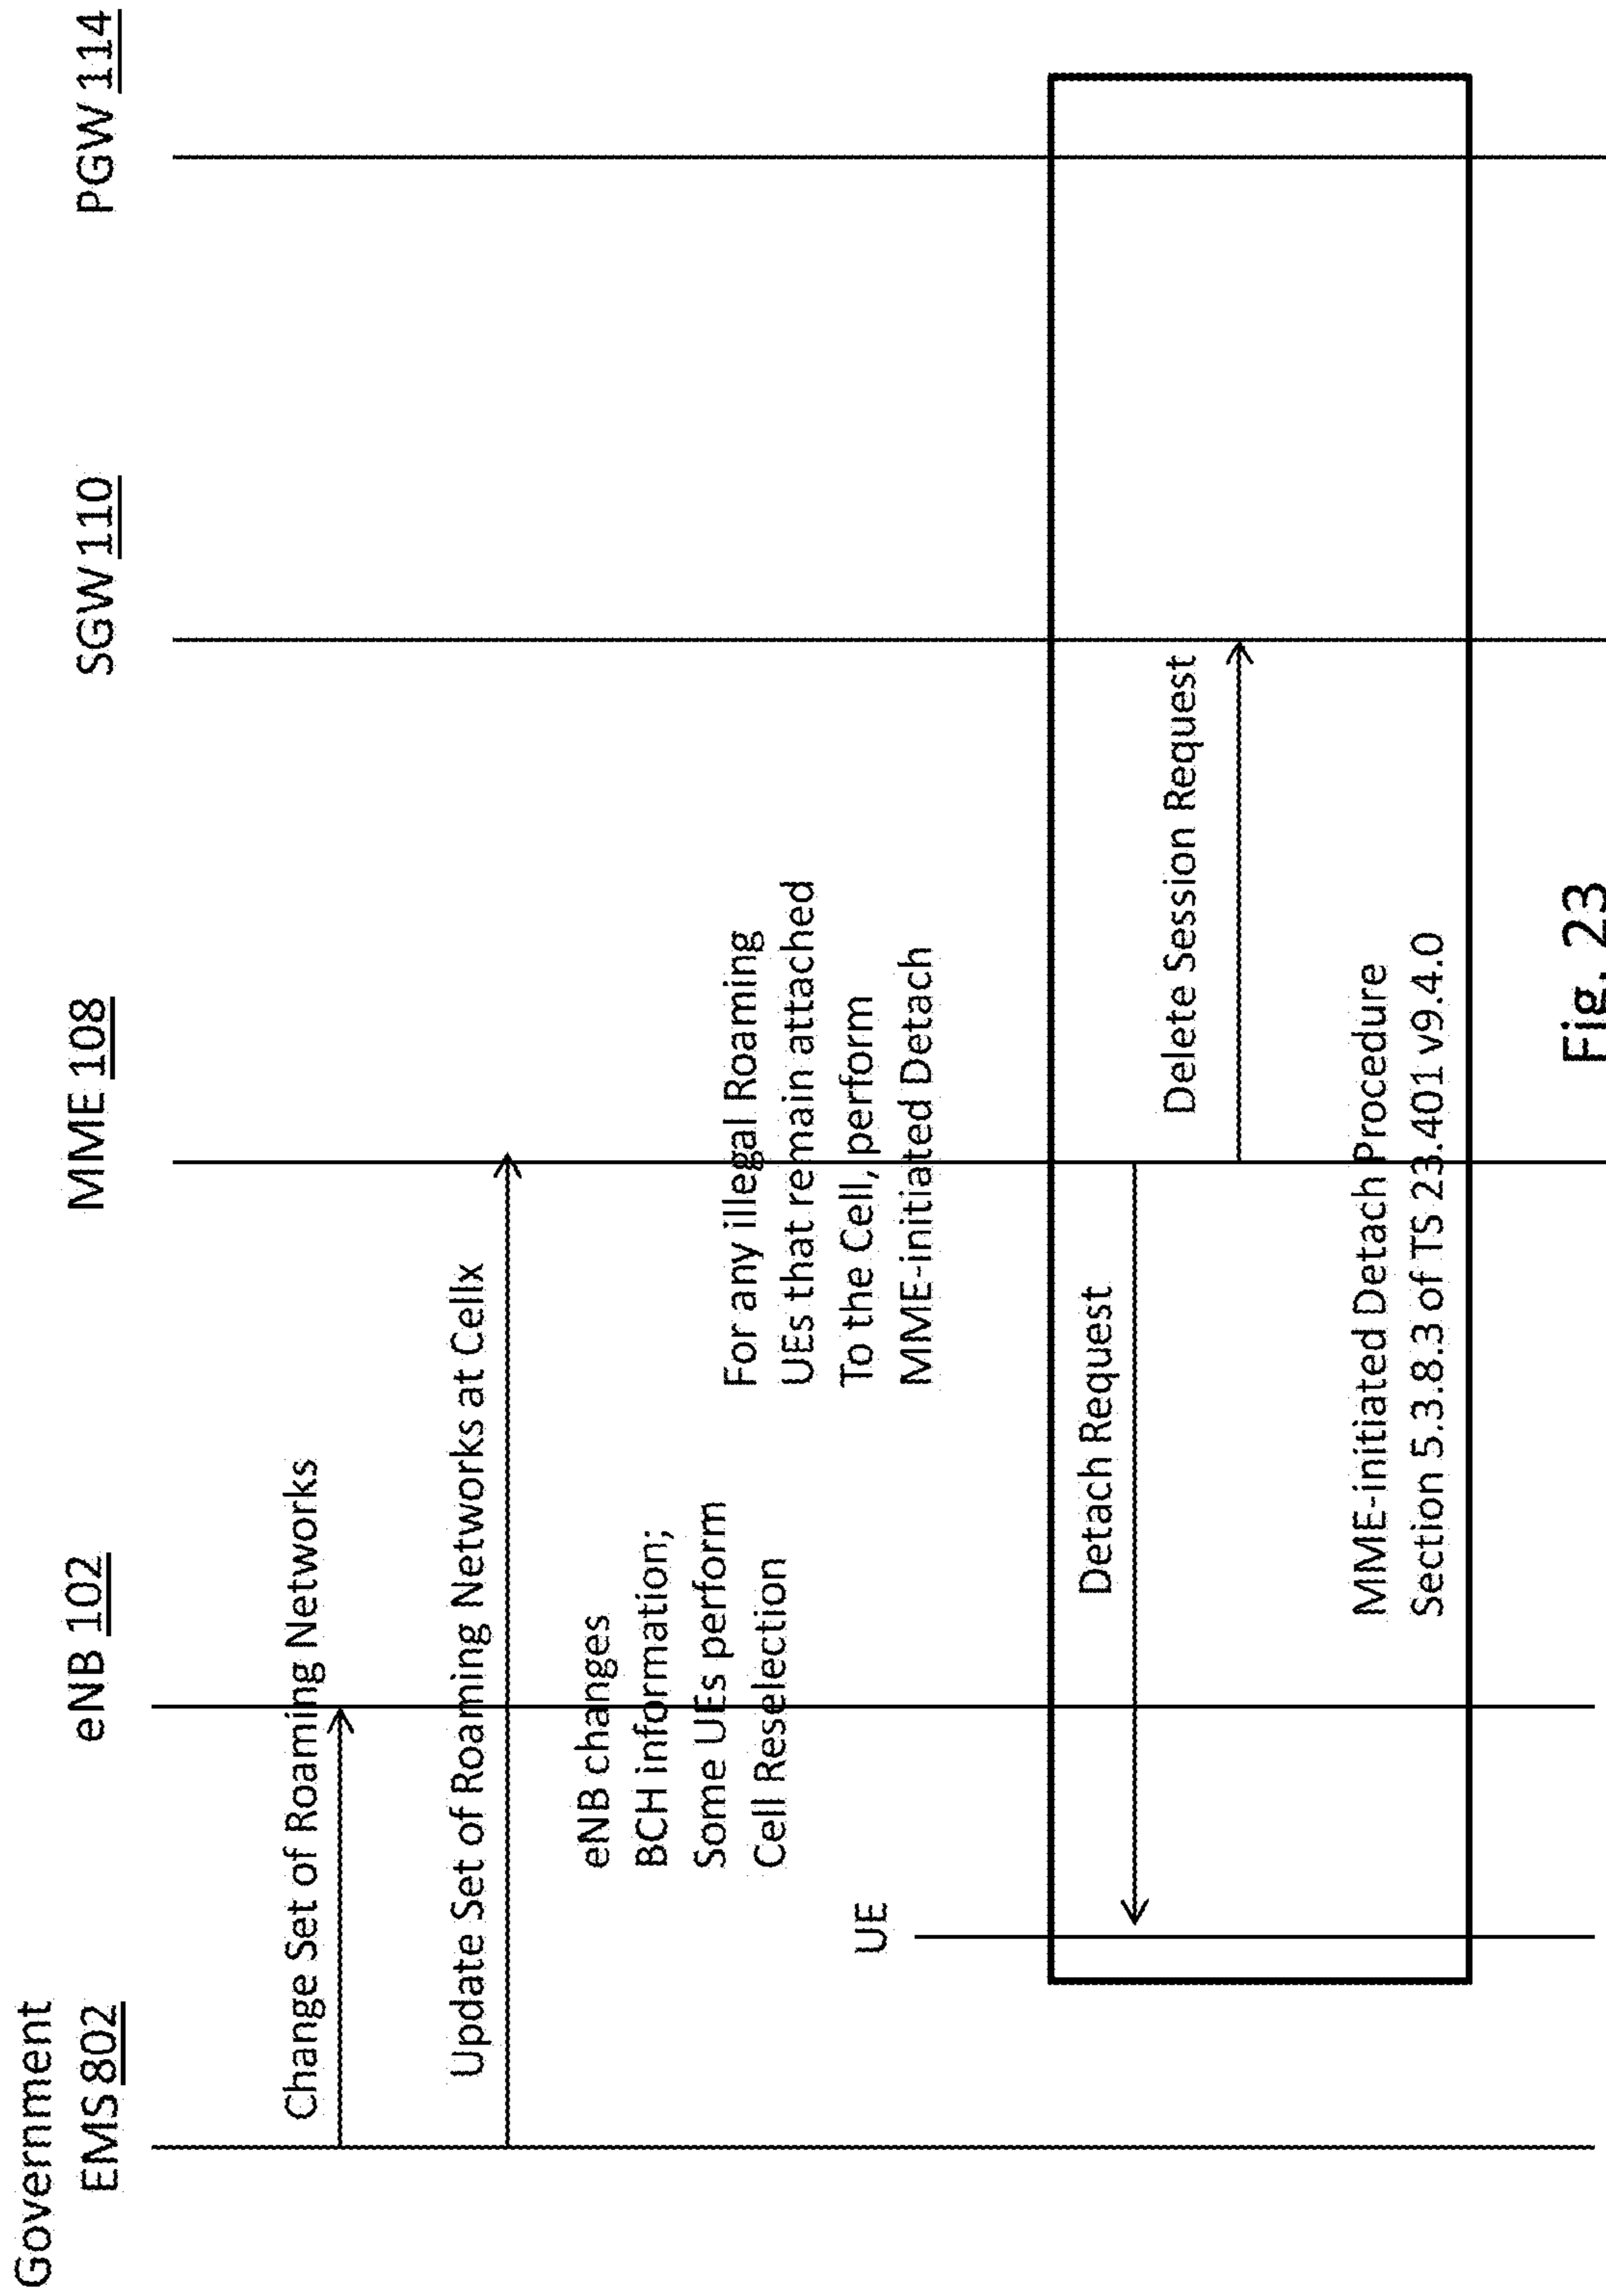 Government
EMS 802
eNB 102
MME 108
SGW 110
PGW 114
Change Set of Roaming Networks
Update Set of Roaming Networks at Cellx
eNB changes
BCH information;
Some UEs perform
Cell Reselection
For any illegal Roaming
UEs that remain attached
To the Cell, perform
MME-initiated Detach
UE
Detach Request
Delete Session Request
MME-initiated Detach Procedure
Section 5.3.8.3 of TS 23.401 v9.4.0
Fig. 23